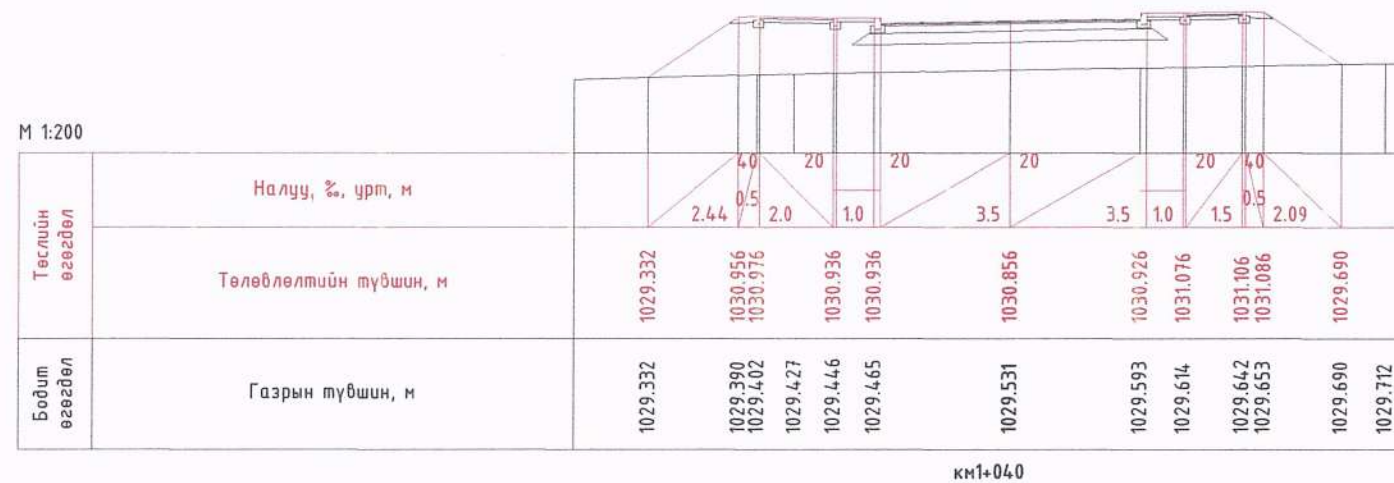 М 1:200
Төслийн өгөгдөл
Налуу, ‰, урт, м
40 20 20 20 20 40
0.5 0.5
2.44 2.0 1.0 3.5 3.5 1.0 1.5 2.09
Төлөвлөлтийн түвшин, м
1029.332 1030.956 1030.976 1030.936 1030.936 1030.856 1030.926 1031.076 1031.106 1031.086 1029.690
Бодит өгөгдөл
Газрын түвшин, м
1029.332 1029.390 1029.402 1029.427 1029.446 1029.465 1029.531 1029.593 1029.614 1029.642 1029.653 1029.690 1029.712
км1+040